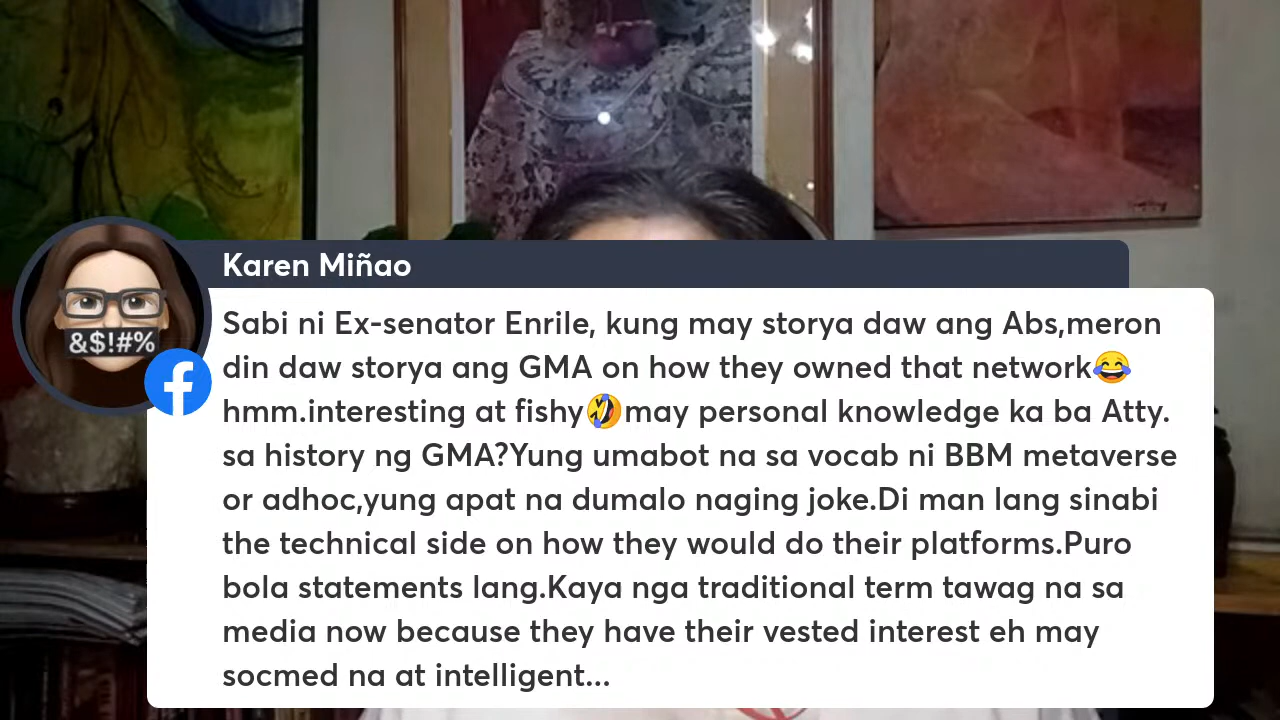 &$!#%
Karen Miñao
Sabi ni Ex-senator Enrile, kung may storya daw ang Abs,meron
din daw storya ang GMA on how they owned that network😂
hmm.interesting at fishy🤣may personal knowledge ka ba Atty.
sa history ng GMA?Yung umabot na sa vocab ni BBM metaverse
or adhoc,yung apat na dumalo naging joke.Di man lang sinabi
the technical side on how they would do their platforms.Puro
bola statements lang.Kaya nga traditional term tawag na sa
media now because they have their vested interest eh may
socmed na at intelligent...